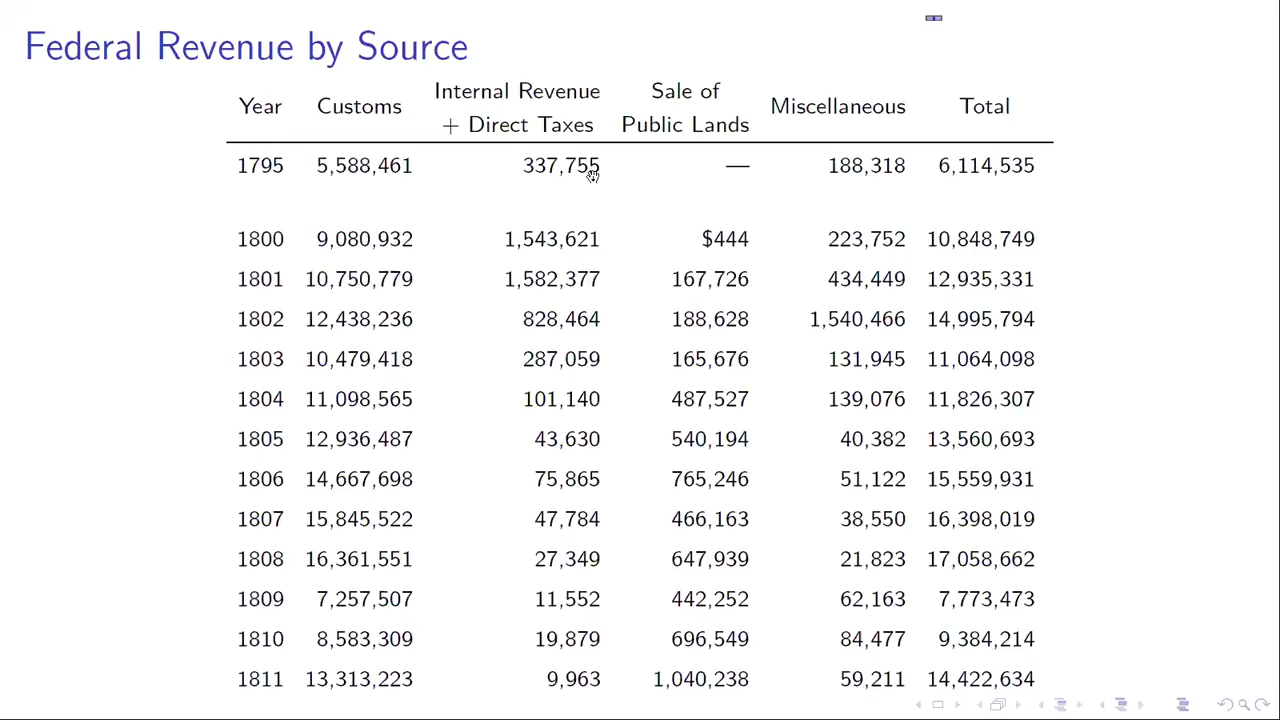 Federal Revenue by Source
Year Customs Internal Revenue + Direct Taxes Sale of Public Lands Miscellaneous Total
1795 5,588,461 337,755 — 188,318 6,114,535
1800 9,080,932 1,543,621 $444 223,752 10,848,749
1801 10,750,779 1,582,377 167,726 434,449 12,935,331
1802 12,438,236 828,464 188,628 1,540,466 14,995,794
1803 10,479,418 287,059 165,676 131,945 11,064,098
1804 11,098,565 101,140 487,527 139,076 11,826,307
1805 12,936,487 43,630 540,194 40,382 13,560,693
1806 14,667,698 75,865 765,246 51,122 15,559,931
1807 15,845,522 47,784 466,163 38,550 16,398,019
1808 16,361,551 27,349 647,939 21,823 17,058,662
1809 7,257,507 11,552 442,252 62,163 7,773,473
1810 8,583,309 19,879 696,549 84,477 9,384,214
1811 13,313,223 9,963 1,040,238 59,211 14,422,634